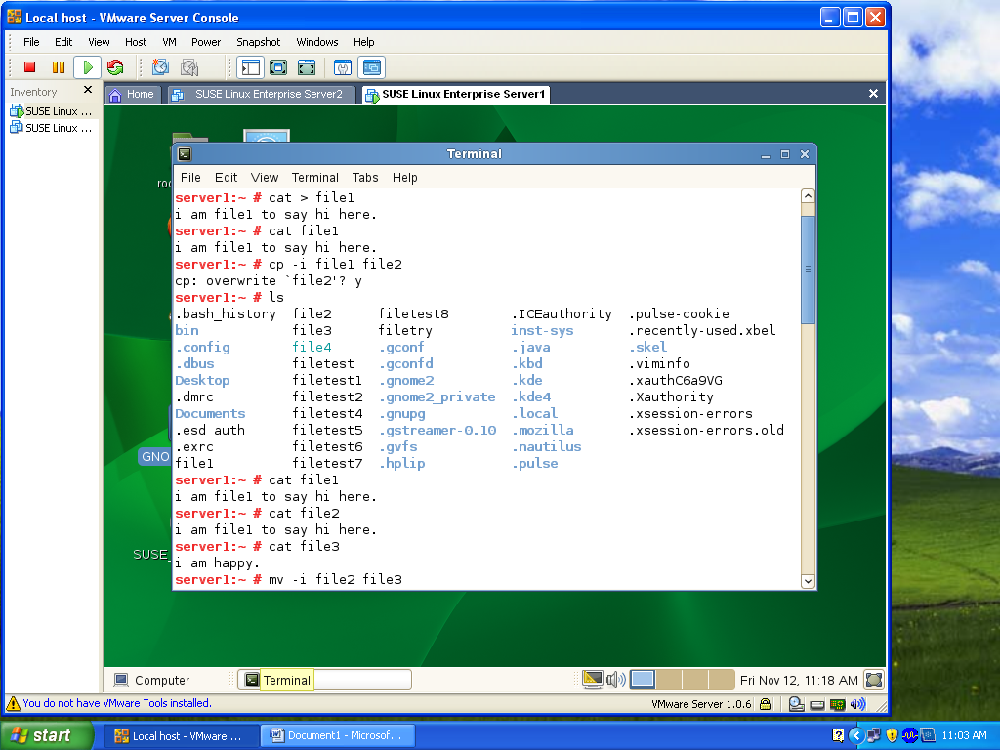 Local host - VMware Server Console
File Edit View Host VM Power Snapshot Windows Help
Inventory
SUSE Linux ...
SUSE Linux ...
Home SUSE Linux Enterprise Server2 SUSE Linux Enterprise Server1
GNO
SUSE_
Terminal
File Edit View Terminal Tabs Help
server1:~ # cat > file1
i am file1 to say hi here.
server1:~ # cat file1
i am file1 to say hi here.
server1:~ # cp -i file1 file2
cp: overwrite `file2'? y
server1:~ # ls
.bash_history file2 filetest8 .ICEauthority .pulse-cookie
bin file3 filetry inst-sys .recently-used.xbel
.config file4 .gconf .java .skel
.dbus filetest .gconfd .kbd .viminfo
Desktop filetest1 .gnome2 .kde .xauthC6a9VG
.dmrc filetest2 .gnome2_private .kde4 .Xauthority
Documents filetest4 .gnupg .local .xsession-errors
.esd_auth filetest5 .gstreamer-0.10 .mozilla .xsession-errors.old
.exrc filetest6 .gvfs .nautilus
file1 filetest7 .hplip .pulse
server1:~ # cat file1
i am file1 to say hi here.
server1:~ # cat file2
i am file1 to say hi here.
server1:~ # cat file3
i am happy.
server1:~ # mv -i file2 file3
Computer Terminal Fri Nov 12, 11:18 AM
You do not have VMware Tools installed. VMware Server 1.0.6
start Local host - VMware ... Document1 - Microsof... 11:03 AM